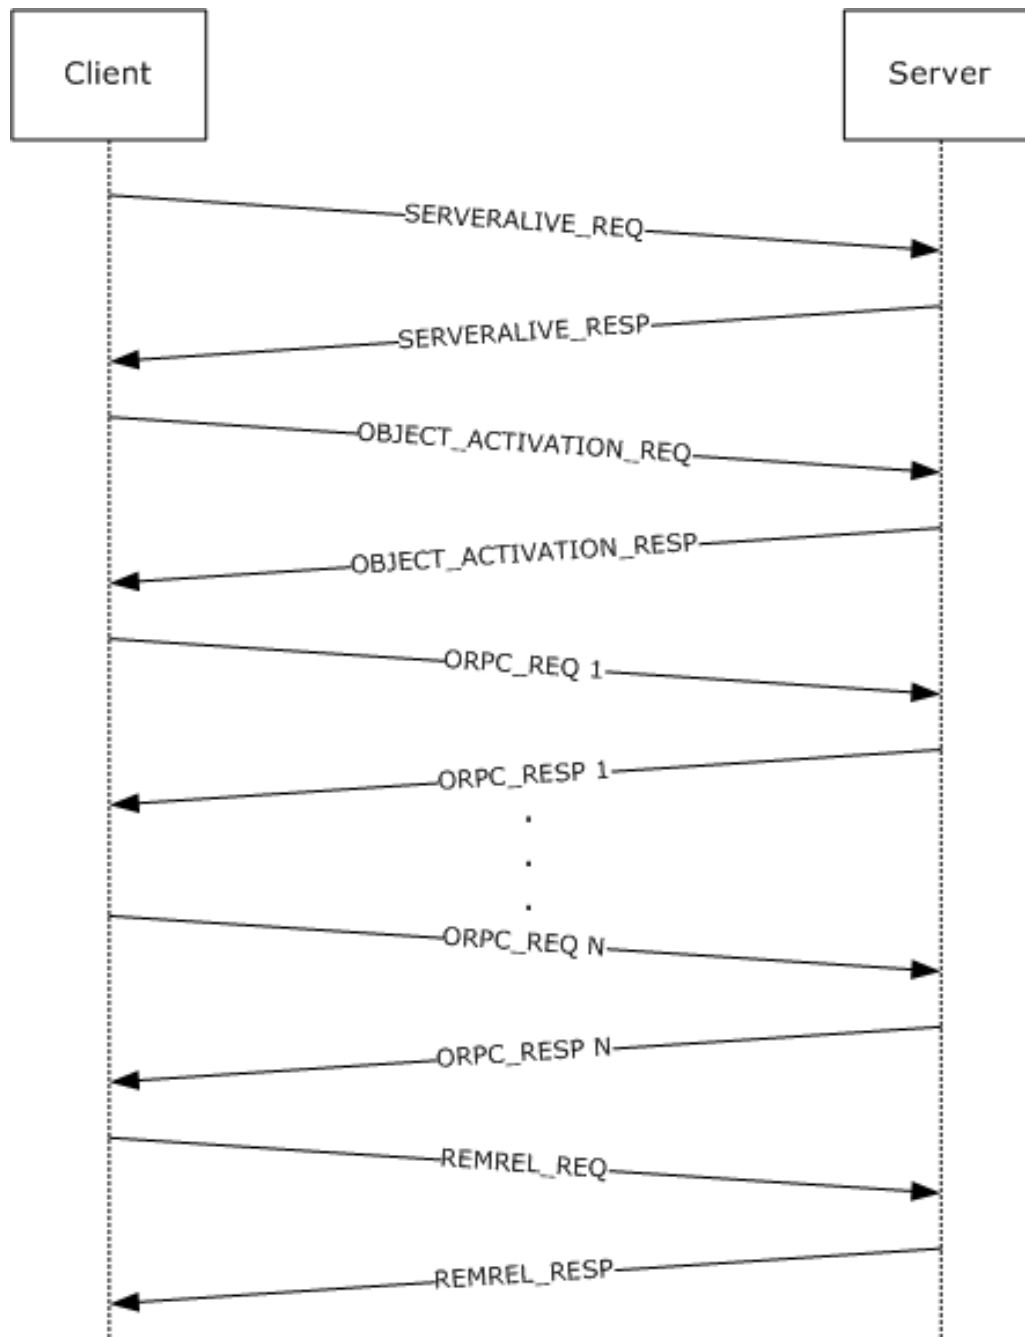 Client
Server
SERVERALIVE_REQ
SERVERALIVE_RESP
OBJECT_ACTIVATION_REQ
OBJECT_ACTIVATION_RESP
ORPC_REQ 1
ORPC_RESP 1
ORPC_REQ N
ORPC_RESP N
REMREL_REQ
REMREL_RESP